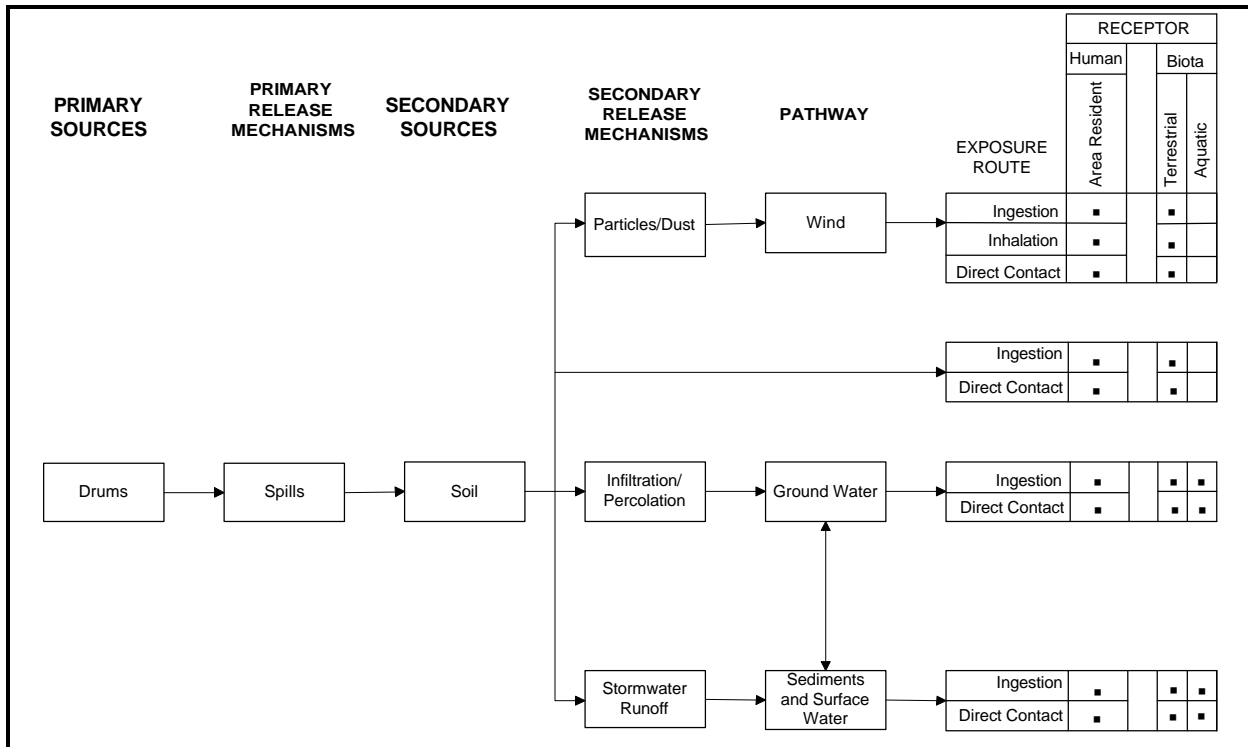 RECEPTOR
Human
Biota
PRIMARY
SOURCES
PRIMARY
RELEASE
MECHANISMS
SECONDARY
SOURCES
SECONDARY
RELEASE
MECHANISMS
PATHWAY
EXPOSURE
ROUTE
Area Resident
Terrestrial
Aquatic
Particles/Dust
Wind
Ingestion
Inhalation
Direct Contact
Ingestion
Direct Contact
Drums
Spills
Soil
Infiltration/
Percolation
Ground Water
Ingestion
Direct Contact
Stormwater
Runoff
Sediments
and Surface
Water
Ingestion
Direct Contact